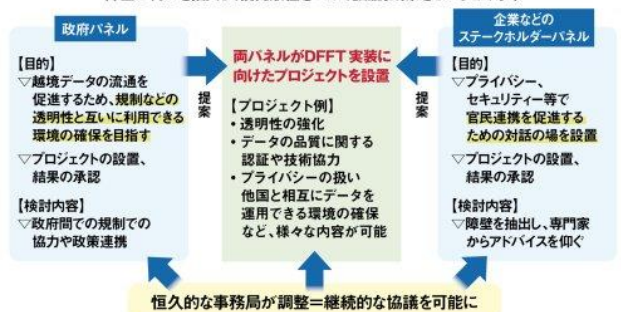 政府パネル
【目的】
▽越境データの流通を
促進するため、規制などの
透明性と互いに利用できる
環境の確保を目指す
▽プロジェクトの設置、
結果の承認
【検討内容】
▽政府間での規制での
協力や政策連携
提案
両パネルがDFFT実装に
向けたプロジェクトを設置
【プロジェクト例】
・透明性の強化
・データの品質に関する
認証や技術協力
・プライバシーの扱い
他国と相互にデータを
運用できる環境の確保
など、様々な内容が可能
提案
企業などの
ステークホルダーパネル
【目的】
▽プライバシー、
セキュリティー等で
官民連携を促進する
ための対話の場を設置
▽プロジェクトの設置、
結果の承認
【検討内容】
▽障壁を抽出し、専門家
からアドバイスを仰ぐ
恒久的な事務局が調整＝継続的な協議を可能に